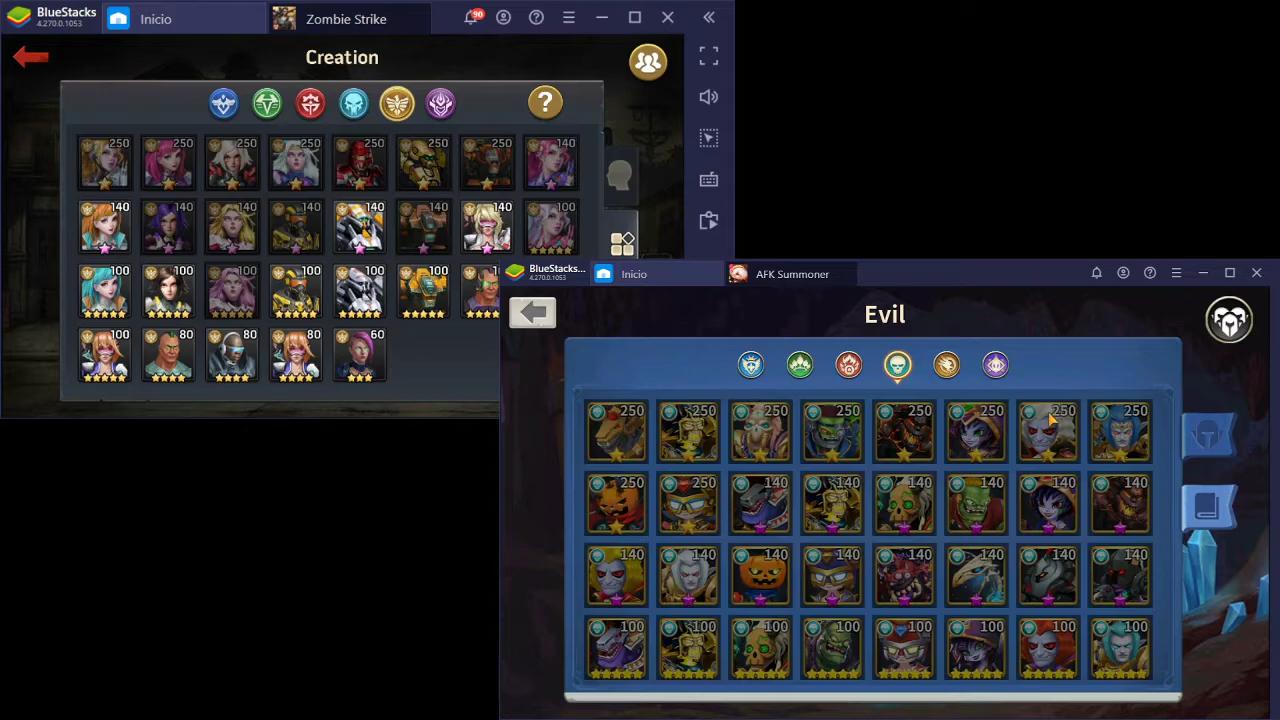 BlueStacks
4.270.0.1053
Inicio
Zombie Strike
90
Creation
?
250 250 250 250 250 250 250 140
140 140 140 140 140 140 140 100
100 100 100 100 100 100 100
100 80 80 80 60
BlueStacks...
4.270.0.1053
Inicio
AFK Summoner
Evil
250 250 250 250 250 250 250 250
250 250 140 140 140 140 140 140
140 140 140 140 140 140 140 140
100 100 100 100 100 100 100 100